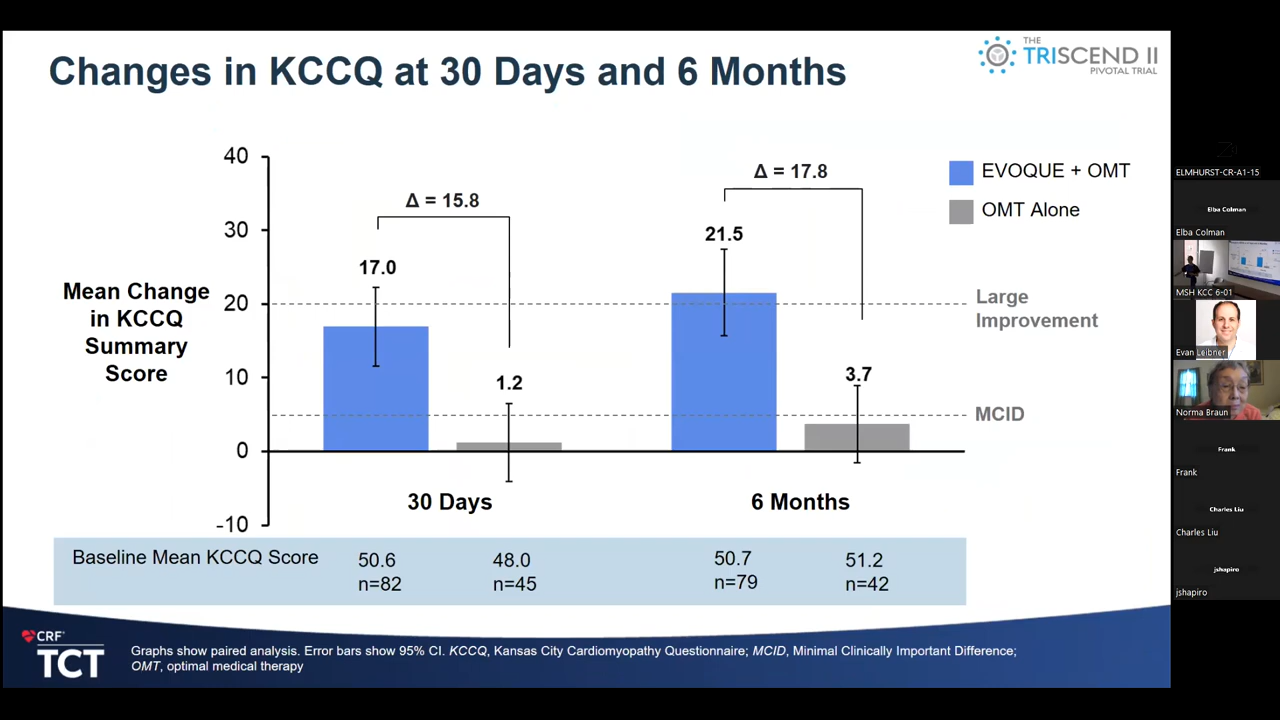 Changes in KCCQ at 30 Days and 6 Months
THE
TRISCEND II
PIVOTAL TRIAL
40
30
20
10
0
-10
Mean Change
in KCCQ
Summary
Score
Δ = 15.8
17.0
1.2
Δ = 17.8
21.5
3.7
EVOQUE + OMT
OMT Alone
Large
Improvement
MCID
30 Days
6 Months
Baseline Mean KCCQ Score
50.6
n=82
48.0
n=45
50.7
n=79
51.2
n=42
CRF
TCT
Graphs show paired analysis. Error bars show 95% CI. KCCQ, Kansas City Cardiomyopathy Questionnaire; MCID, Minimal Clinically Important Difference;
OMT, optimal medical therapy
ELMHURST-CR-A1-15
Elba Colman
Elba Colman
MSH KCC 6-01
Evan Leibner
Norma Braun
Frank
Frank
Charles Liu
Charles Liu
jshapiro
jshapiro